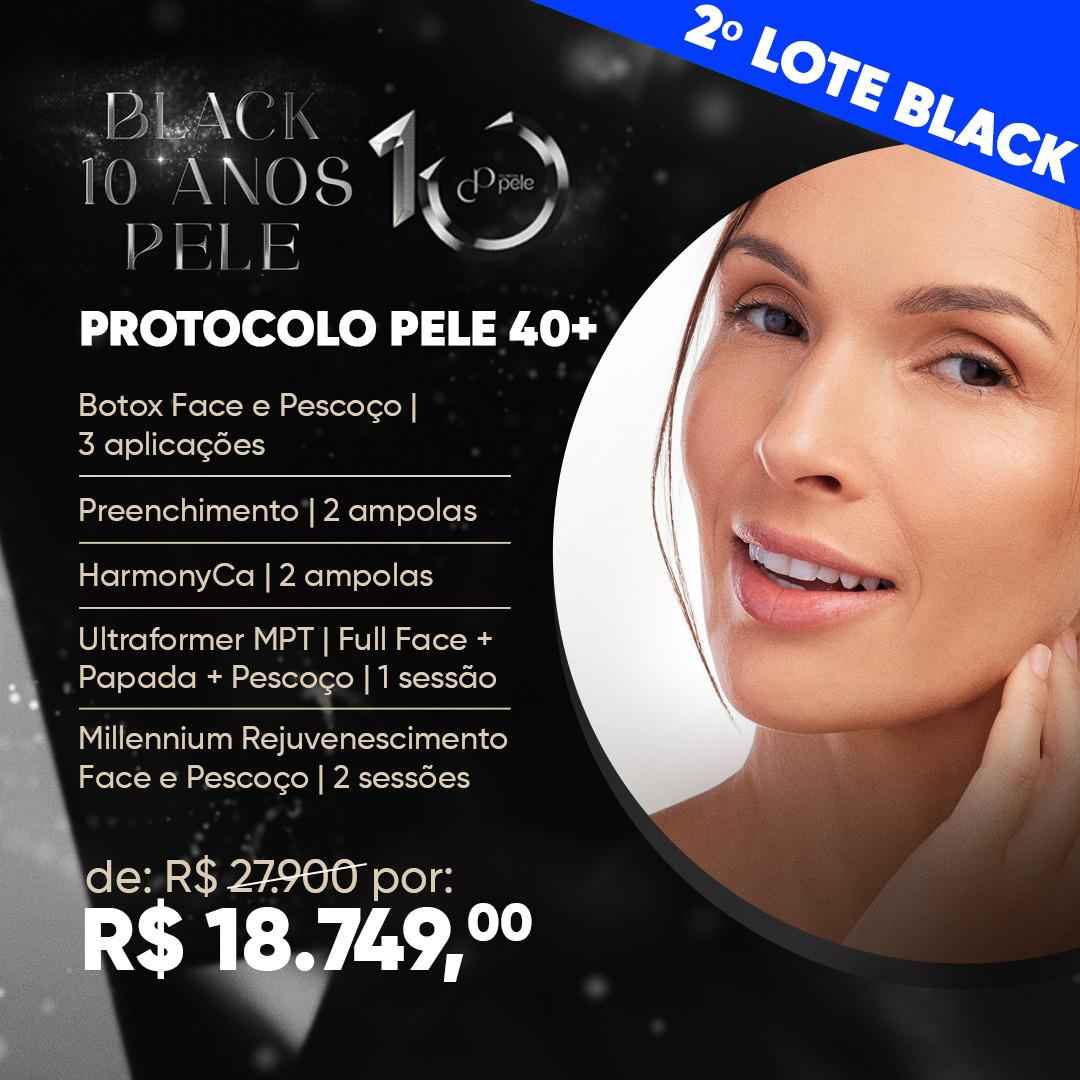 2º LOTE BLACK
BLACK
10 ANOS
PELE
10
pele
PROTOCOLO PELE 40+
Botox Face e Pescoço |
3 aplicações
Preenchimento | 2 ampolas
HarmonyCa | 2 ampolas
Ultraformer MPT | Full Face +
Papada + Pescoço | 1 sessão
Millennium Rejuvenescimento
Face e Pescoço | 2 sessões
de: R$ 27.900 por:
R$ 18.749,00